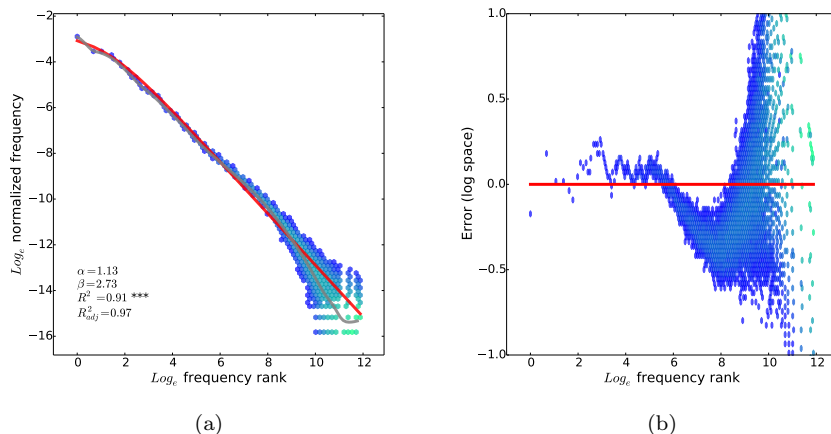 −2
−4
−6
−8
−10
−12
−14
−16
Log_e normalized frequency
α=1.13
β=2.73
R² =0.91 ***
R²_adj=0.97
0 2 4 6 8 10 12
Log_e frequency rank
(a)
1.0
0.5
0.0
−0.5
−1.0
Error (log space)
0 2 4 6 8 10 12
Log_e frequency rank
(b)